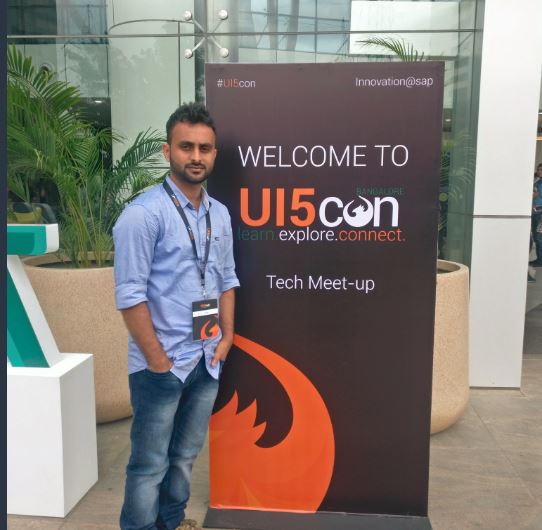 #UI5con
Innovation@sap
WELCOME TO
BANGALORE
UI5con
learn.explore.connect.
Tech Meet-up